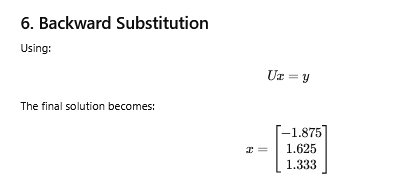 6. Backward Substitution
Using:
Ux = y
The final solution becomes:
x = [−1.875
1.625
1.333]